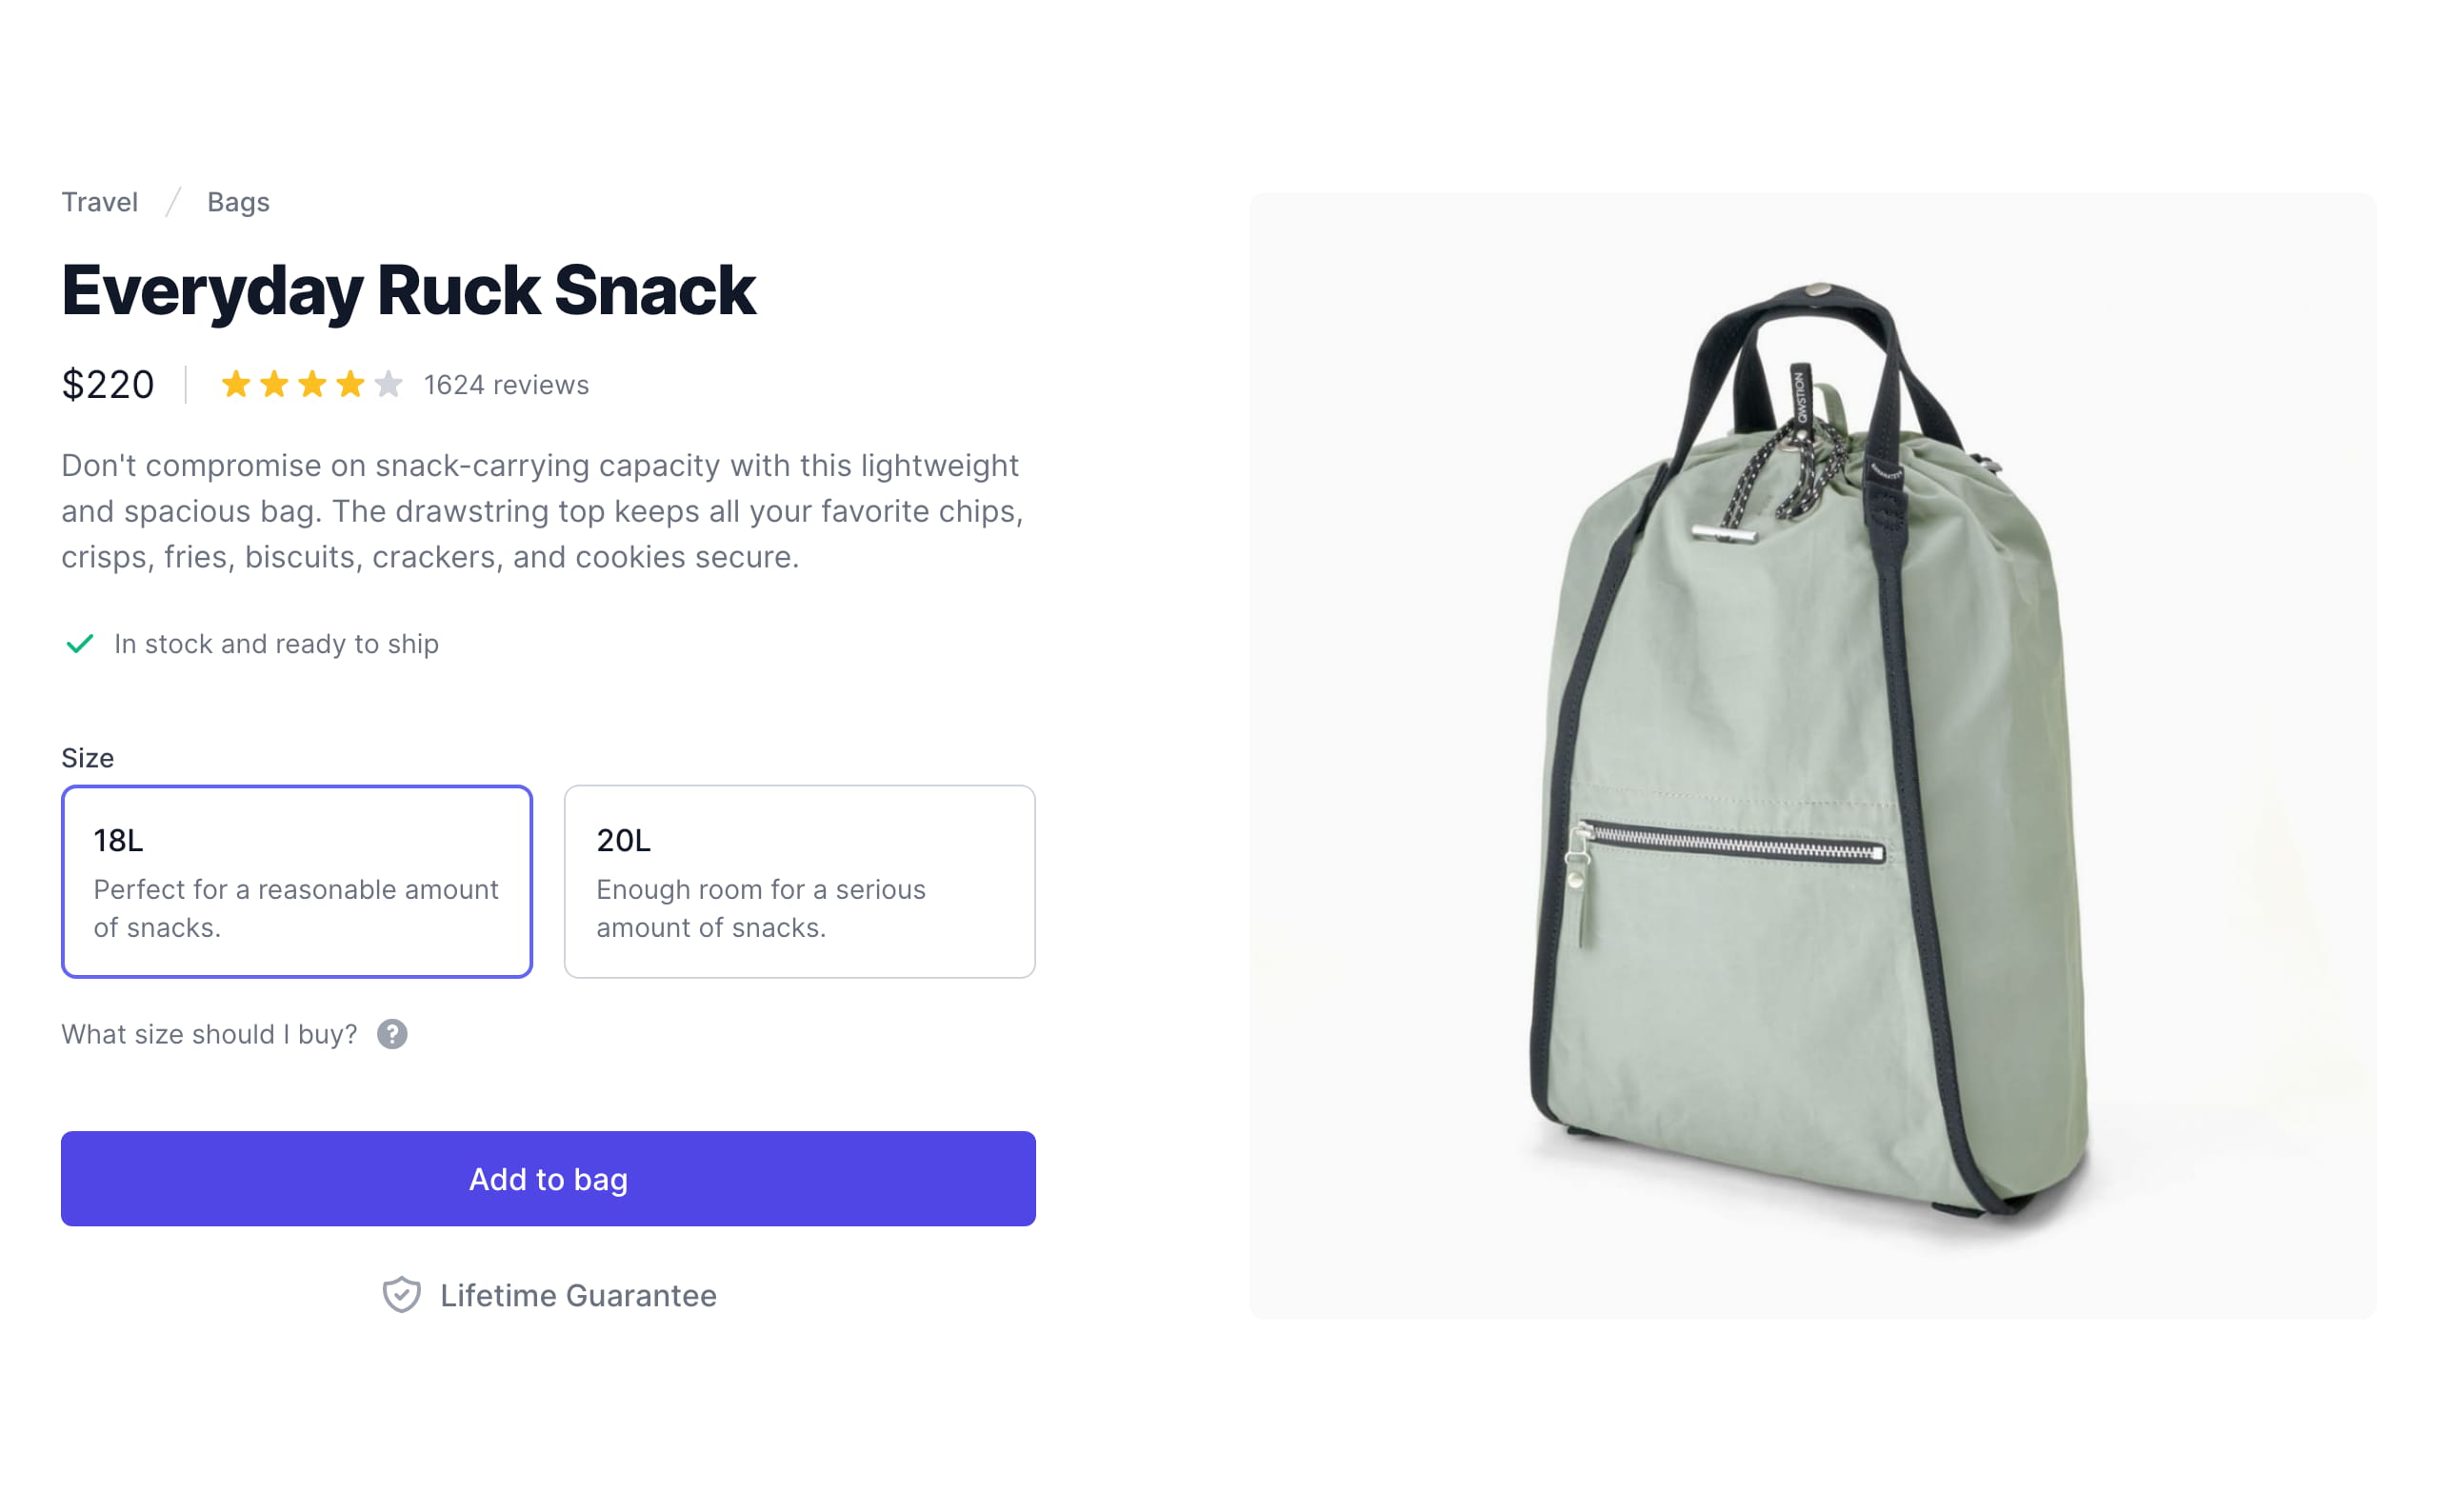 Travel / Bags
Everyday Ruck Snack
$220
1624 reviews
Don't compromise on snack-carrying capacity with this lightweight
and spacious bag. The drawstring top keeps all your favorite chips,
crisps, fries, biscuits, crackers, and cookies secure.
In stock and ready to ship
Size
18L
Perfect for a reasonable amount
of snacks.
20L
Enough room for a serious
amount of snacks.
What size should I buy? ?
Add to bag
Lifetime Guarantee
QWSTION